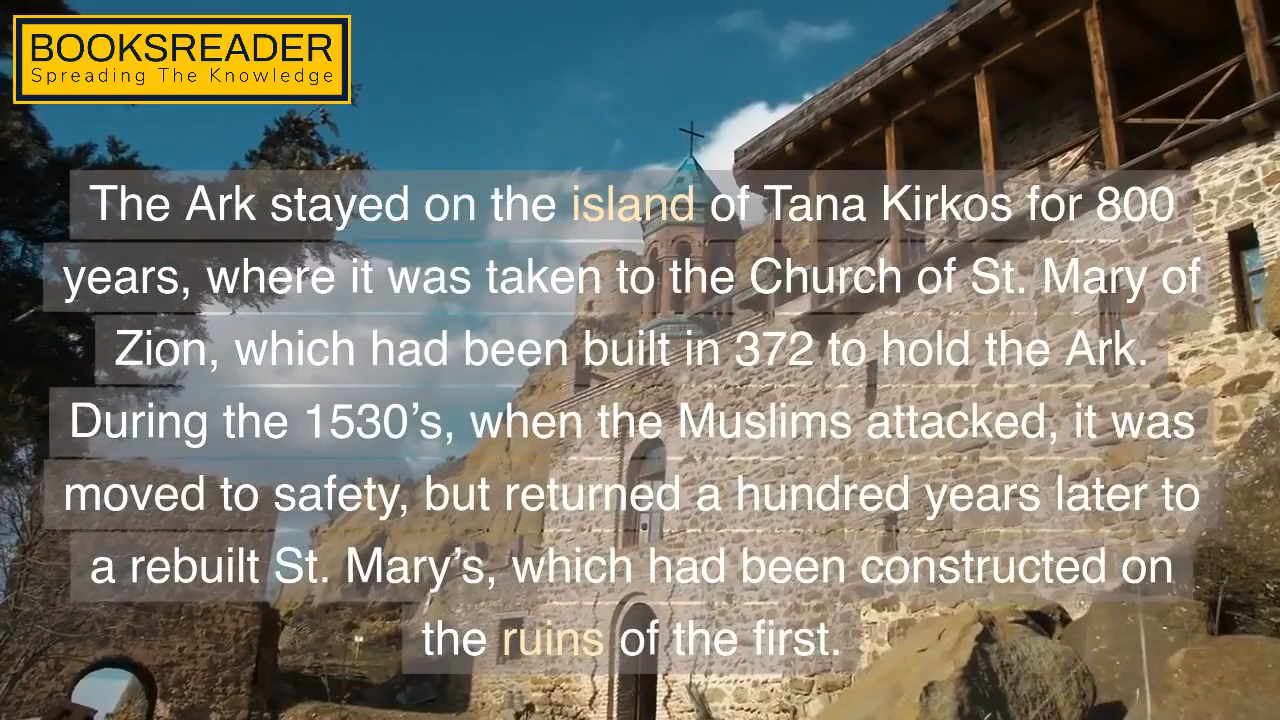 BOOKSREADER
Spreading The Knowledge
The Ark stayed on the island of Tana Kirkos for 800
years, where it was taken to the Church of St. Mary of
Zion, which had been built in 372 to hold the Ark.
During the 1530’s, when the Muslims attacked, it was
moved to safety, but returned a hundred years later to
a rebuilt St. Mary’s, which had been constructed on
the ruins of the first.